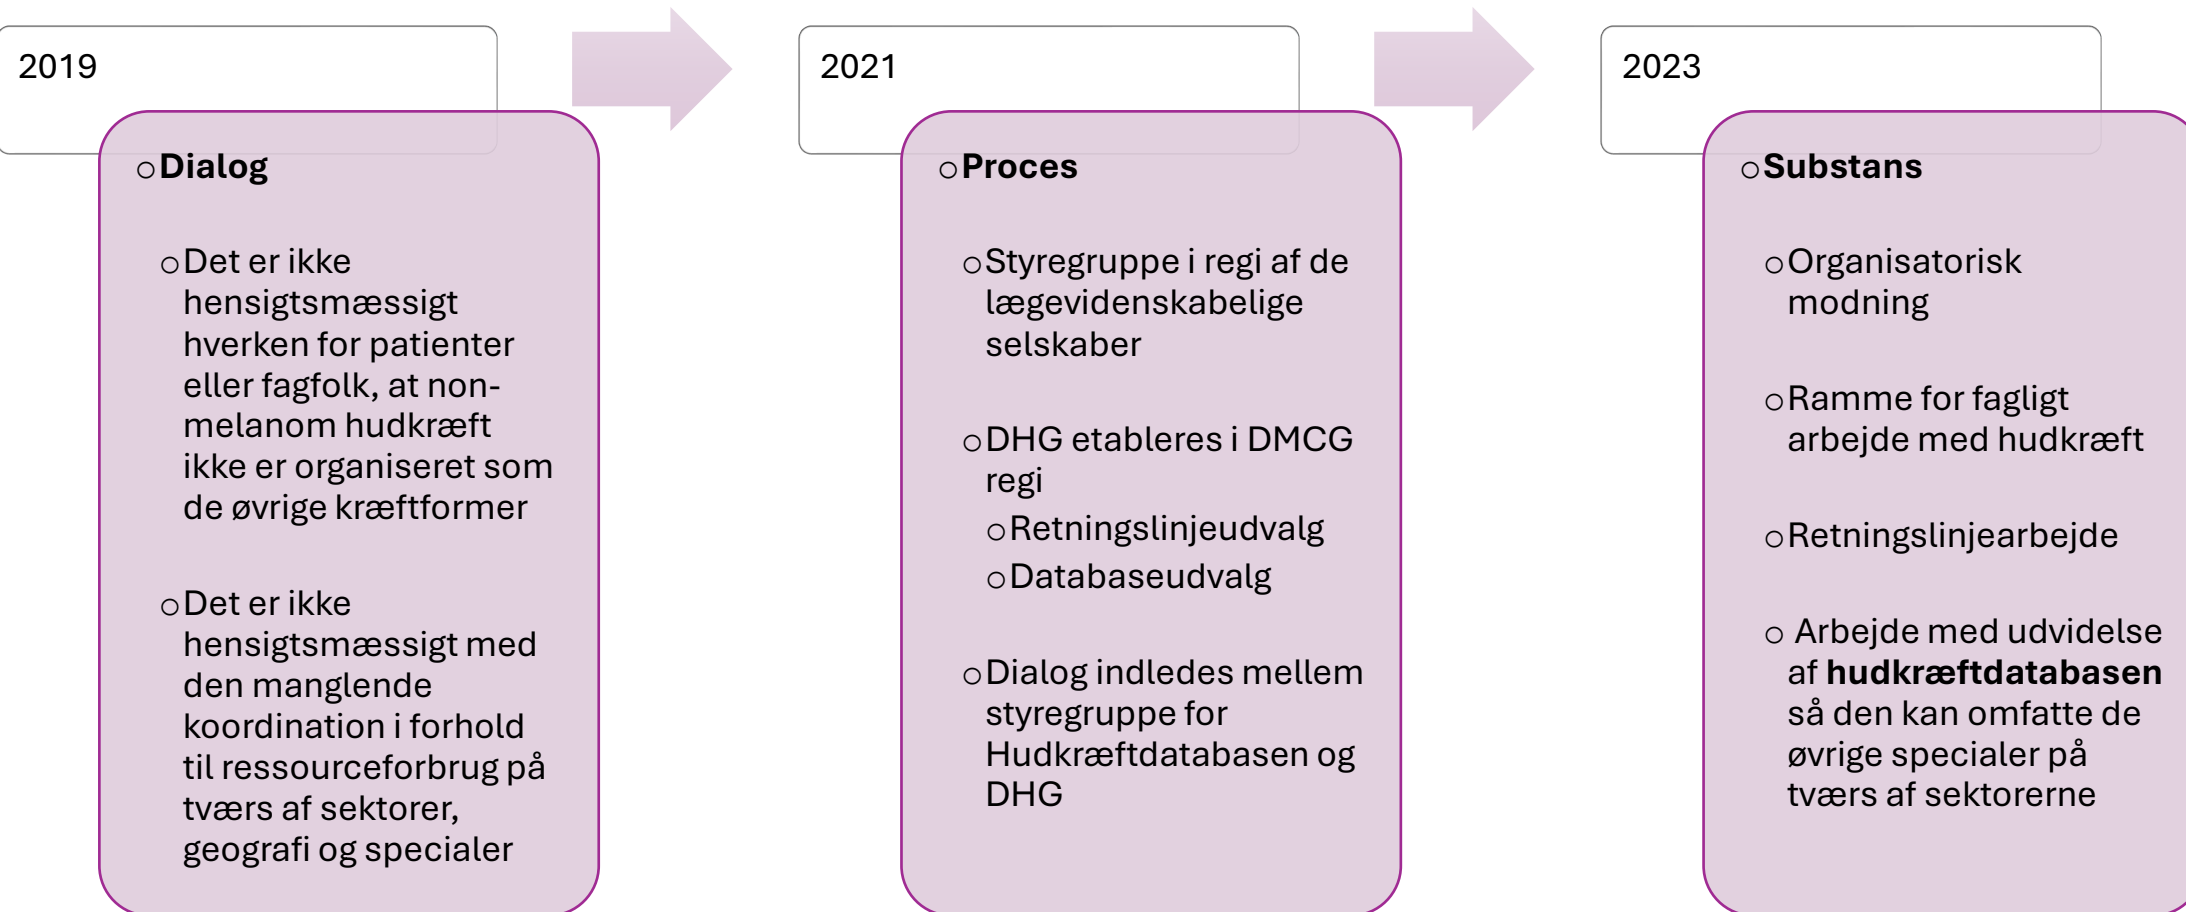 2019
○Dialog
○Det er ikke
hensigtsmæssigt
hverken for patienter
eller fagfolk, at non-
melanom hudkræft
ikke er organiseret som
de øvrige kræftformer
○Det er ikke
hensigtsmæssigt med
den manglende
koordination i forhold
til ressourceforbrug på
tværs af sektorer,
geografi og specialer
2021
○Proces
○Styregruppe i regi af de
lægevidenskabelige
selskaber
○DHG etableres i DMCG
regi
○Retningslinjeudvalg
○Databaseudvalg
○Dialog indledes mellem
styregruppe for
Hudkræftdatabasen og
DHG
2023
○Substans
○Organisatorisk
modning
○Ramme for fagligt
arbejde med hudkræft
○Retningslinjearbejde
○ Arbejde med udvidelse
af hudkræftdatabasen
så den kan omfatte de
øvrige specialer på
tværs af sektorerne